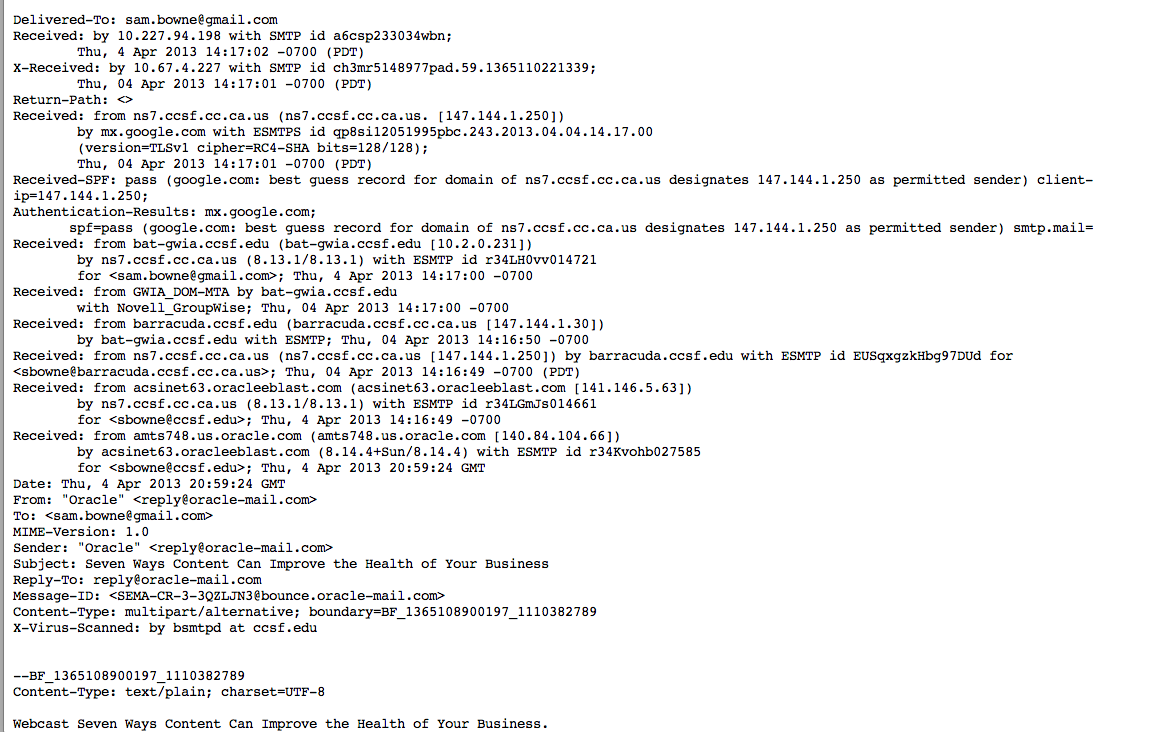 Delivered-To: sam.bowne@gmail.com
Received: by 10.227.94.198 with SMTP id a6csp233034wbn;
Thu, 4 Apr 2013 14:17:02 -0700 (PDT)
X-Received: by 10.67.4.227 with SMTP id ch3mr5148977pad.59.1365110221339;
Thu, 04 Apr 2013 14:17:01 -0700 (PDT)
Return-Path: <>
Received: from ns7.ccsf.cc.ca.us (ns7.ccsf.cc.ca.us. [147.144.1.250])
by mx.google.com with ESMTPS id qp8si12051995pbc.243.2013.04.04.14.17.00
(version=TLSv1 cipher=RC4-SHA bits=128/128);
Thu, 04 Apr 2013 14:17:01 -0700 (PDT)
Received-SPF: pass (google.com: best guess record for domain of ns7.ccsf.cc.ca.us designates 147.144.1.250 as permitted sender) client-
ip=147.144.1.250;
Authentication-Results: mx.google.com;
spf=pass (google.com: best guess record for domain of ns7.ccsf.cc.ca.us designates 147.144.1.250 as permitted sender) smtp.mail=
Received: from bat-gwia.ccsf.edu (bat-gwia.ccsf.edu [10.2.0.231])
by ns7.ccsf.cc.ca.us (8.13.1/8.13.1) with ESMTP id r34LH0vv014721
for <sam.bowne@gmail.com>; Thu, 4 Apr 2013 14:17:00 -0700
Received: from GWIA_DOM-MTA by bat-gwia.ccsf.edu
with Novell_GroupWise; Thu, 04 Apr 2013 14:17:00 -0700
Received: from barracuda.ccsf.edu (barracuda.ccsf.cc.ca.us [147.144.1.30])
by bat-gwia.ccsf.edu with ESMTP; Thu, 04 Apr 2013 14:16:50 -0700
Received: from ns7.ccsf.cc.ca.us (ns7.ccsf.cc.ca.us [147.144.1.250]) by barracuda.ccsf.edu with ESMTP id EUSqxgzkHbg97DUd for
<sbowne@barracuda.ccsf.cc.ca.us>; Thu, 04 Apr 2013 14:16:49 -0700 (PDT)
Received: from acsinet63.oracleeblast.com (acsinet63.oracleeblast.com [141.146.5.63])
by ns7.ccsf.cc.ca.us (8.13.1/8.13.1) with ESMTP id r34LGmJs014661
for <sbowne@ccsf.edu>; Thu, 4 Apr 2013 14:16:49 -0700
Received: from amts748.us.oracle.com (amts748.us.oracle.com [140.84.104.66])
by acsinet63.oracleeblast.com (8.14.4+Sun/8.14.4) with ESMTP id r34Kvohb027585
for <sbowne@ccsf.edu>; Thu, 4 Apr 2013 20:59:24 GMT
Date: Thu, 4 Apr 2013 20:59:24 GMT
From: "Oracle" <reply@oracle-mail.com>
To: <sam.bowne@gmail.com>
MIME-Version: 1.0
Sender: "Oracle" <reply@oracle-mail.com>
Subject: Seven Ways Content Can Improve the Health of Your Business
Reply-To: reply@oracle-mail.com
Message-ID: <SEMA-CR-3-3QZLJN3@bounce.oracle-mail.com>
Content-Type: multipart/alternative; boundary=BF_1365108900197_1110382789
X-Virus-Scanned: by bsmtpd at ccsf.edu
--BF_1365108900197_1110382789
Content-Type: text/plain; charset=UTF-8
Webcast Seven Ways Content Can Improve the Health of Your Business.